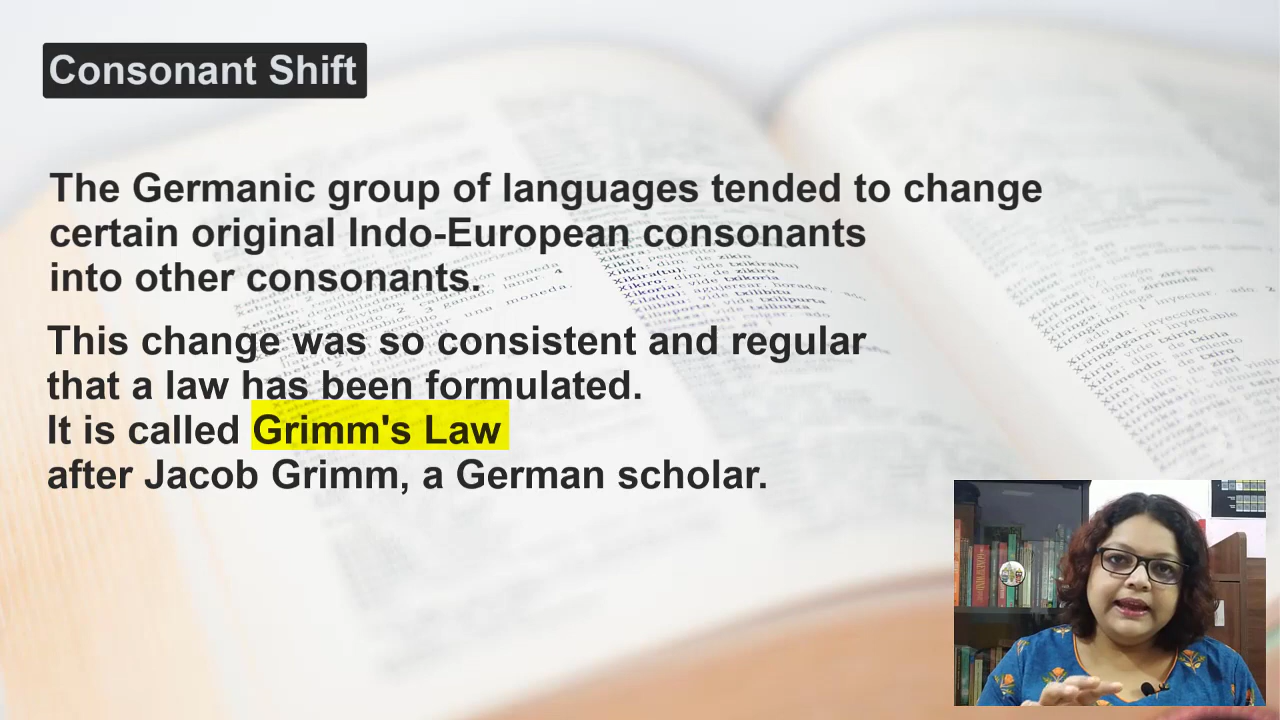 Consonant Shift
The Germanic group of languages tended to change
certain original Indo-European consonants
into other consonants.
This change was so consistent and regular
that a law has been formulated.
It is called Grimm's Law
after Jacob Grimm, a German scholar.